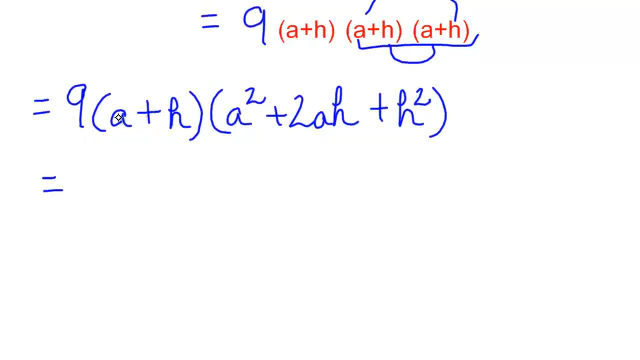 = 9 (a+h) (a+h) (a+h)
= 9(a+h)(a²+2ah+h²)
=